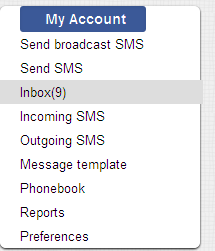 My Account
Send broadcast SMS
Send SMS
Inbox(9)
Incoming SMS
Outgoing SMS
Message template
Phonebook
Reports
Preferences